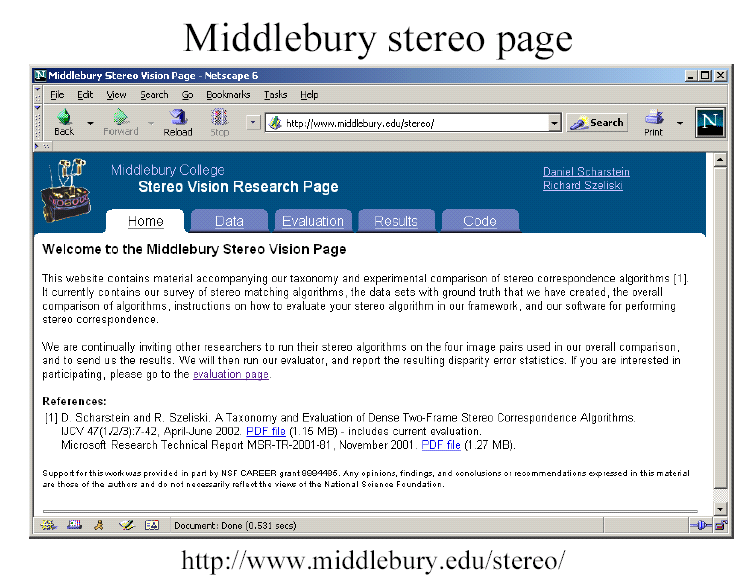 Middlebury stereo page
Middlebury Stereo Vision Page - Netscape 6
File Edit View Search Go Bookmarks Tasks Help
Back Forward Reload Stop http://www.middlebury.edu/stereo/ Search Print N
Middlebury College
Stereo Vision Research Page
Daniel Scharstein
Richard Szeliski
Home Data Evaluation Results Code
Welcome to the Middlebury Stereo Vision Page
This website contains material accompanying our taxonomy and experimental comparison of stereo correspondence algorithms [1].
It currently contains our survey of stereo matching algorithms, the data sets with ground truth that we have created, the overall
comparison of algorithms, instructions on how to evaluate your stereo algorithm in our framework, and our software for performing
stereo correspondence.
We are continually inviting other researchers to run their stereo algorithms on the four image pairs used in our overall comparison,
and to send us the results. We will then run our evaluator, and report the resulting disparity error statistics. If you are interested in
participating, please go to the evaluation page.
References:
[1] D. Scharstein and R. Szeliski. A Taxonomy and Evaluation of Dense Two-Frame Stereo Correspondence Algorithms.
IJCV 47(1/2/3):7-42, April-June 2002. PDF file (1.15 MB) - includes current evaluation.
Microsoft Research Technical Report MSR-TR-2001-81, November 2001. PDF file (1.27 MB).
Support for this work was provided in part by NSF CAREER grant 9984485. Any opinions, findings, and conclusions or recommendations expressed in this material
are those of the authors and do not necessarily reflect the views of the National Science Foundation.
Document: Done (0.531 secs)
http://www.middlebury.edu/stereo/